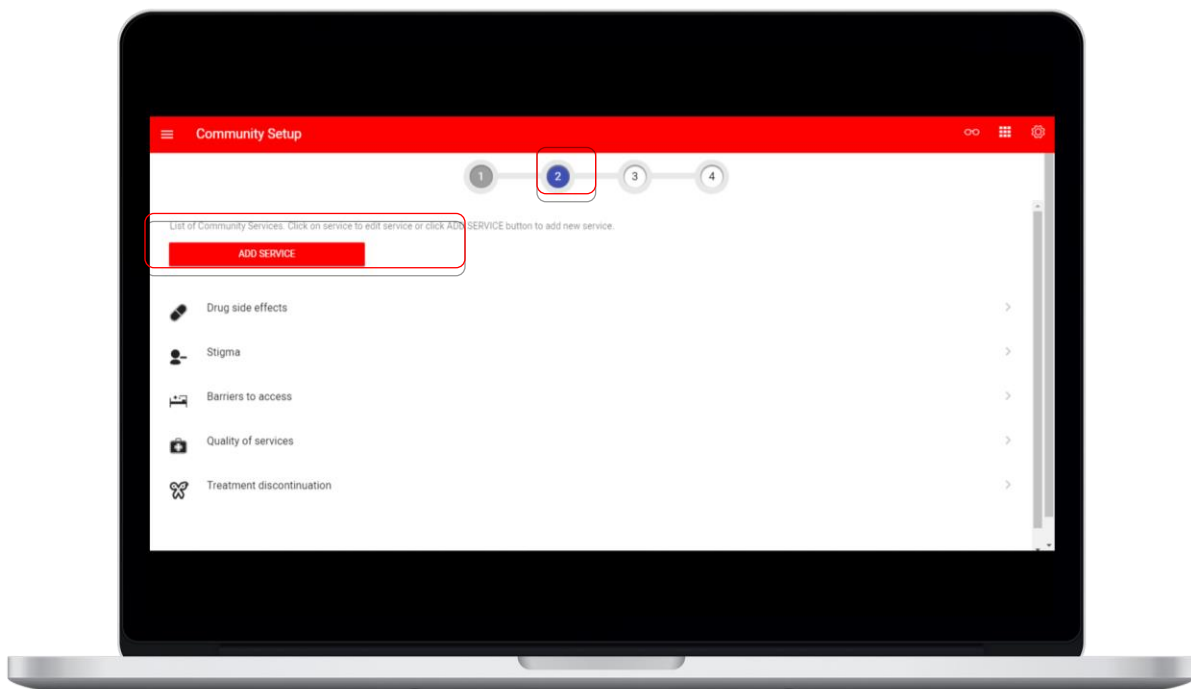 Community Setup
1 2 3 4
List of Community Services. Click on service to edit service or click ADD SERVICE button to add new service.
ADD SERVICE
Drug side effects
Stigma
Barriers to access
Quality of services
Treatment discontinuation